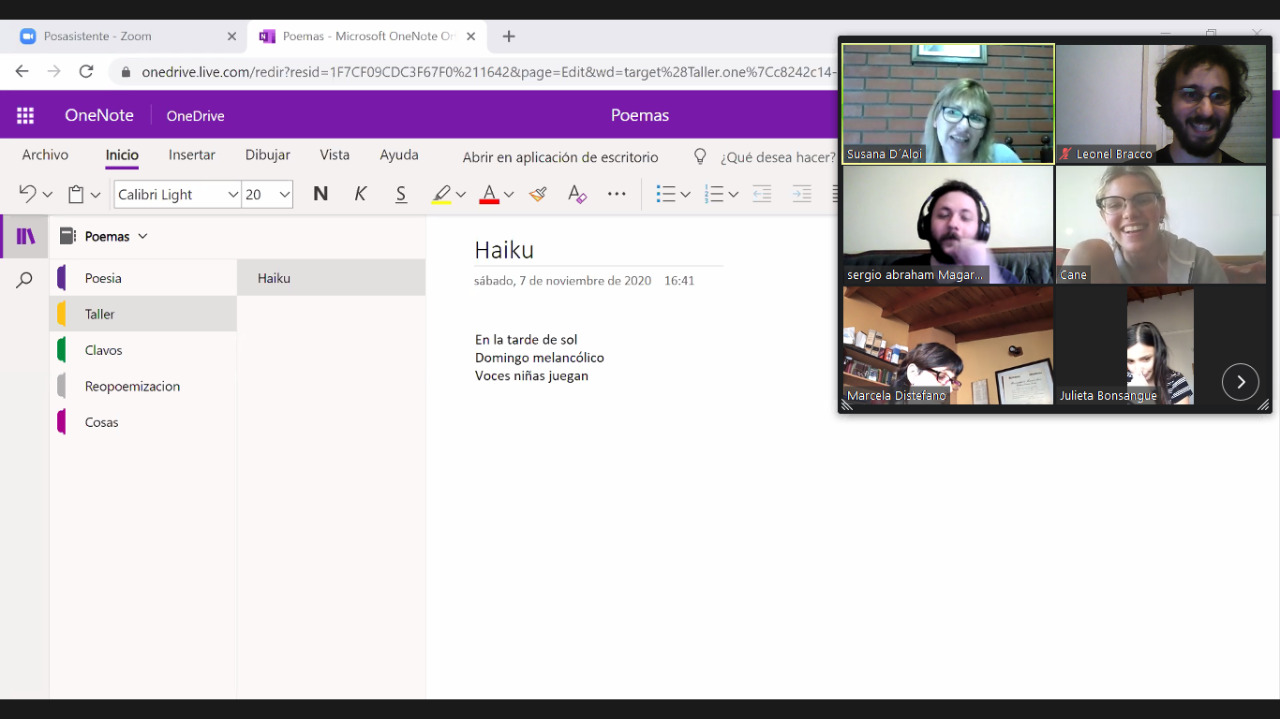 Posasistente - Zoom
Poemas - Microsoft OneNote On
onedrive.live.com/redir?resid=1F7CF09CDC3F67F0%211642&page=Edit&wd=target%28Taller.one%7Cc8242c14-
OneNote
OneDrive
Poemas
Archivo
Inicio
Insertar
Dibujar
Vista
Ayuda
Abrir en aplicación de escritorio
¿Qué desea hacer?
Calibri Light
20
N
K
S
A
A
Poemas
Poesia
Taller
Clavos
Reopoemizacion
Cosas
Haiku
Haiku
sábado, 7 de noviembre de 2020 16:41
En la tarde de sol
Domingo melancólico
Voces niñas juegan
Susana D´Aloi
Leonel Bracco
sergio abraham Magar...
Cane
Marcela Distefano
Julieta Bonsangue